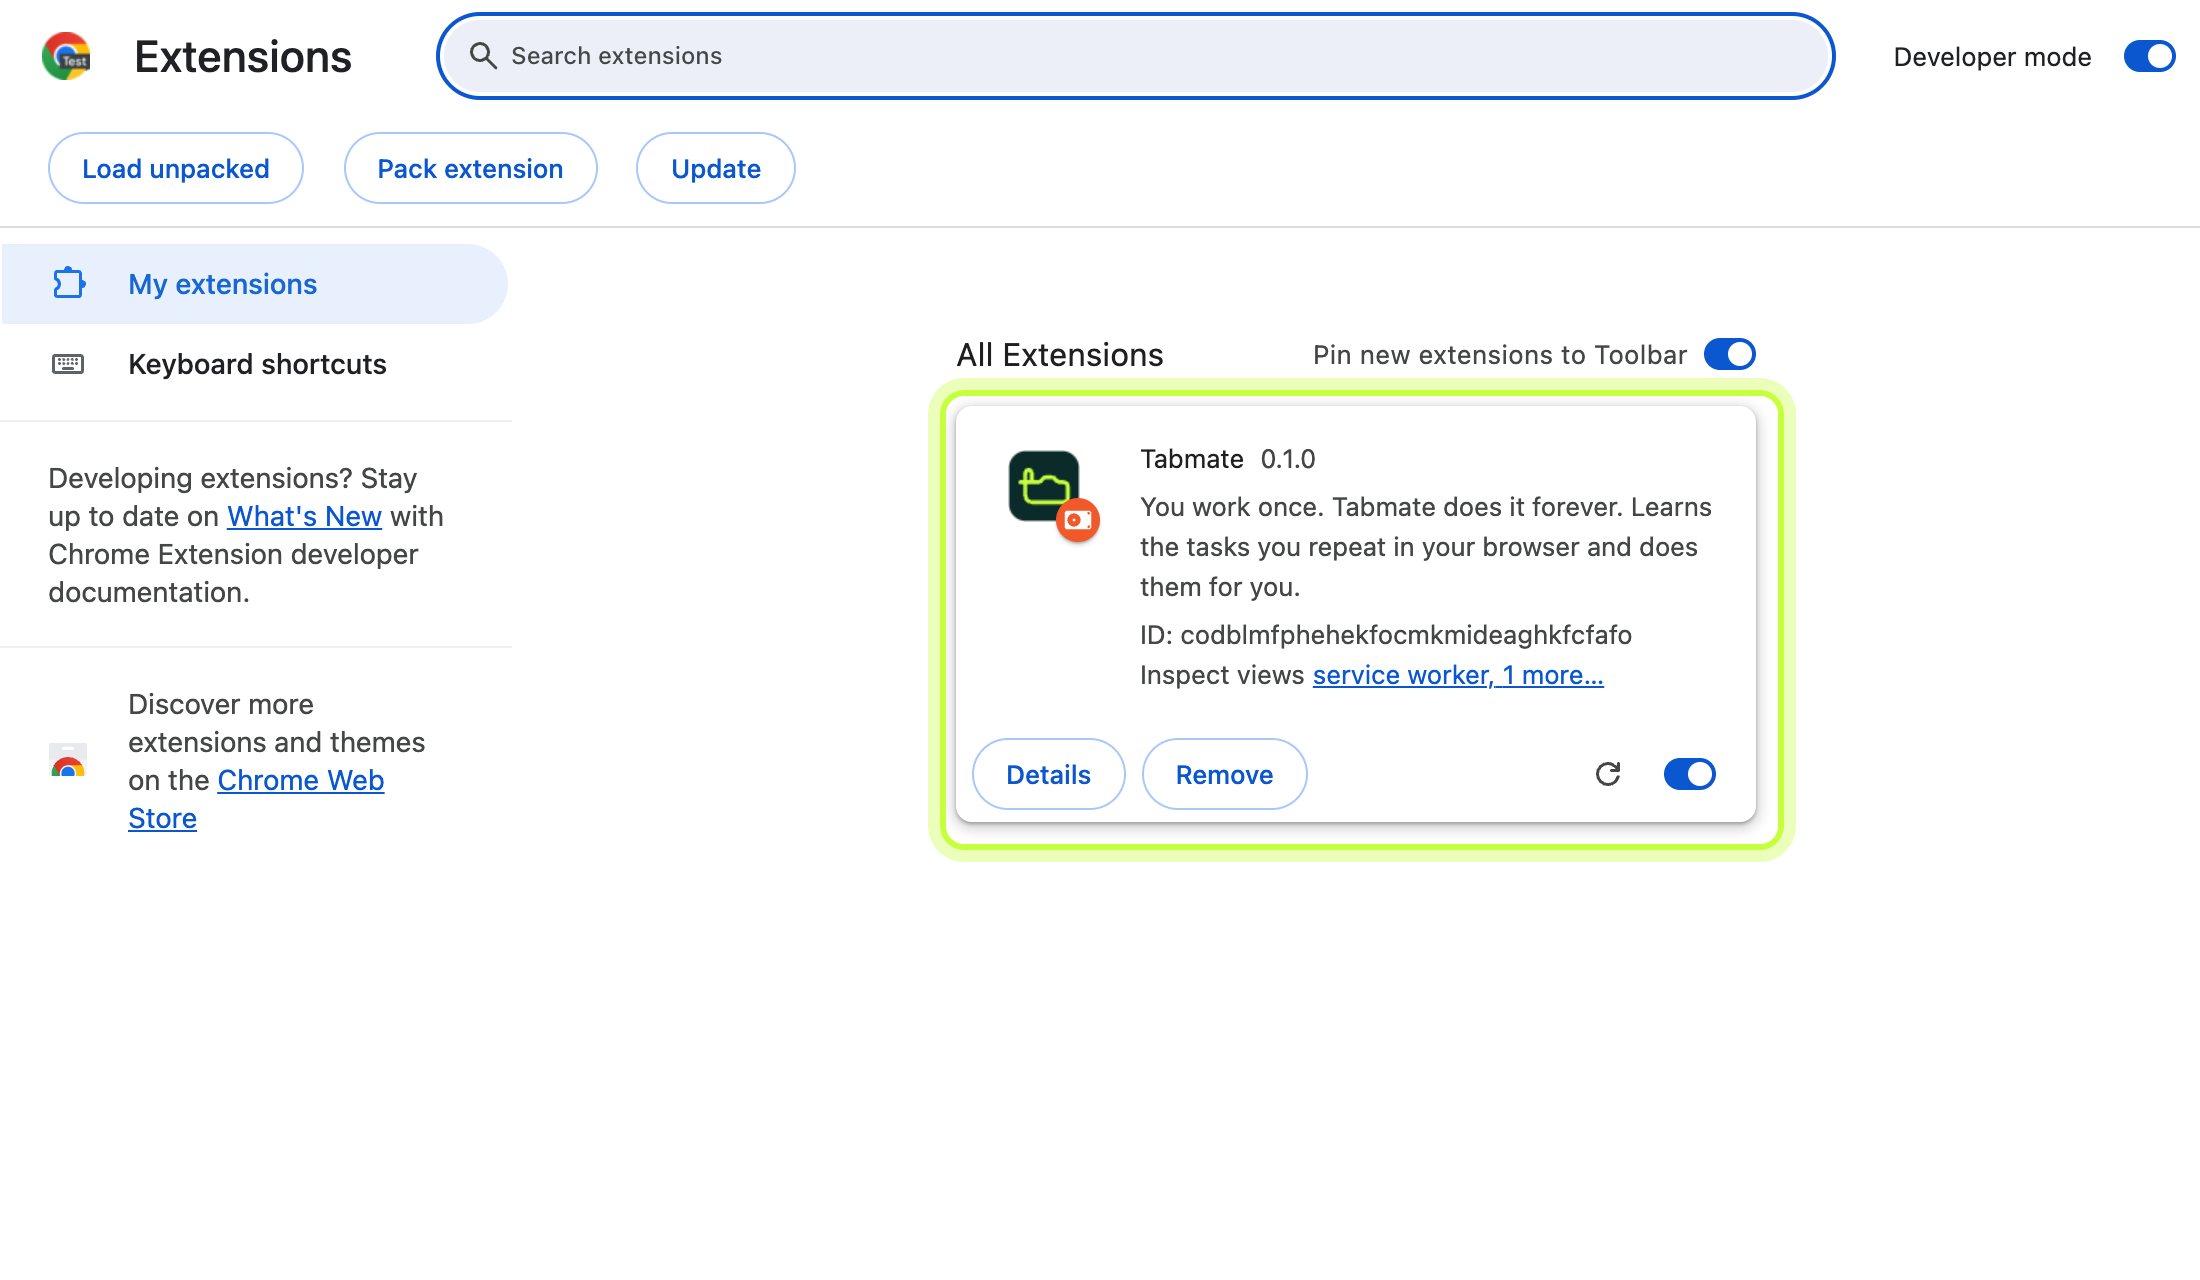 Test
Extensions
Search extensions
Developer mode
Load unpacked
Pack extension
Update
My extensions
Keyboard shortcuts
Developing extensions? Stay
up to date on What's New with
Chrome Extension developer
documentation.
Discover more
extensions and themes
on the Chrome Web
Store
All Extensions
Pin new extensions to Toolbar
Tabmate 0.1.0
You work once. Tabmate does it forever. Learns
the tasks you repeat in your browser and does
them for you.
ID: codblmfphehekfocmkmideaghkfcfafo
Inspect views service worker, 1 more...
Details
Remove